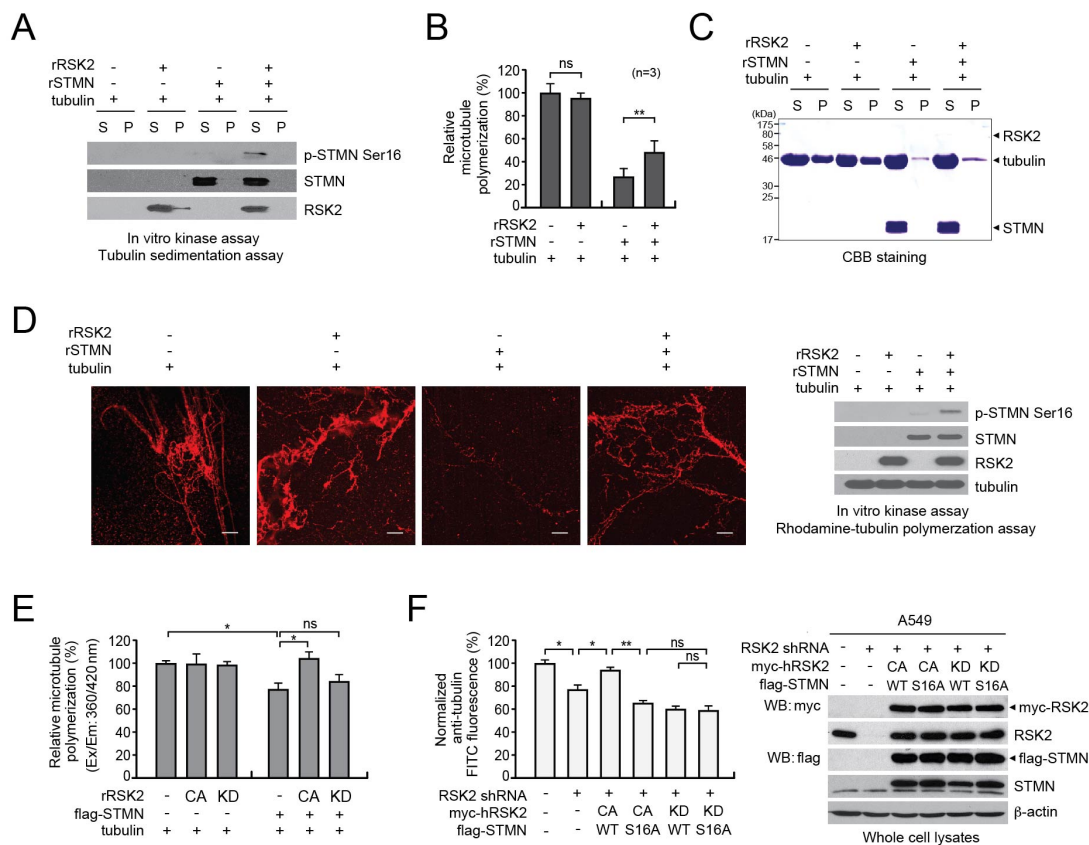 A
rRSK2 - + - +
rSTMN - - + +
tubulin + + + +
S P S P S P S P
p-STMN Ser16
STMN
RSK2
In vitro kinase assay
Tubulin sedimentation assay
B
Relative
microtubule
polymerization (%)
120
100
80
60
40
20
0
ns
(n=3)
**
rRSK2 - + - +
rSTMN - - + +
tubulin + + + +
C
rRSK2 - + - +
rSTMN - - + +
tubulin + + + +
S P S P S P S P
(kDa)
175
80
58
46
30
25
17
RSK2
tubulin
STMN
CBB staining
D
rRSK2 - + - +
rSTMN - - + +
tubulin + + + +
rRSK2 - + - +
rSTMN - - + +
tubulin + + + +
p-STMN Ser16
STMN
RSK2
tubulin
In vitro kinase assay
Rhodamine-tubulin polymerzation assay
E
Relative microtubule
polymerization (%)
(Ex/Em: 360/420nm)
120
100
80
60
40
20
0
*
*
ns
rRSK2 - CA KD - CA KD
flag-STMN - - - + + +
tubulin + + + + + +
F
Normalized
anti-tubulin
FITC fluorescence (%)
120
100
80
60
40
20
0
* * ** ns
ns
RSK2 shRNA - + + + + +
myc-hRSK2 - - CA CA KD KD
flag-STMN - - WT S16A WT S16A
A549
RSK2 shRNA - + + + + +
myc-hRSK2 - - CA CA KD KD
flag-STMN - - WT S16A WT S16A
WB: myc
myc-RSK2
RSK2
WB: flag
flag-STMN
STMN
β-actin
Whole cell lysates